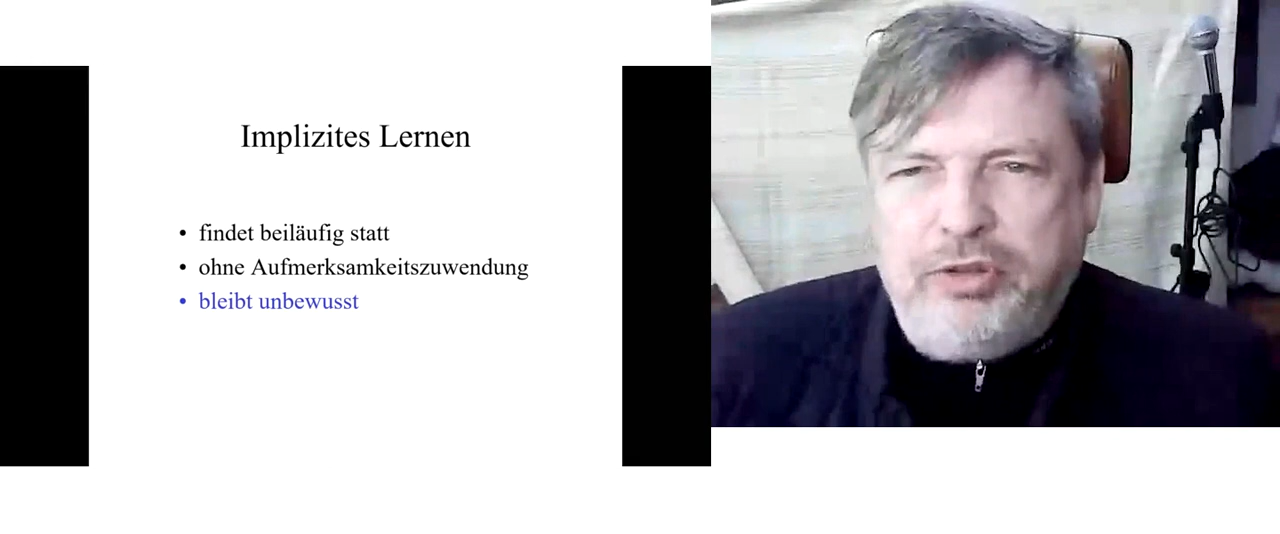 Implizites Lernen
• findet beiläufig statt
• ohne Aufmerksamkeitszuwendung
• bleibt unbewusst